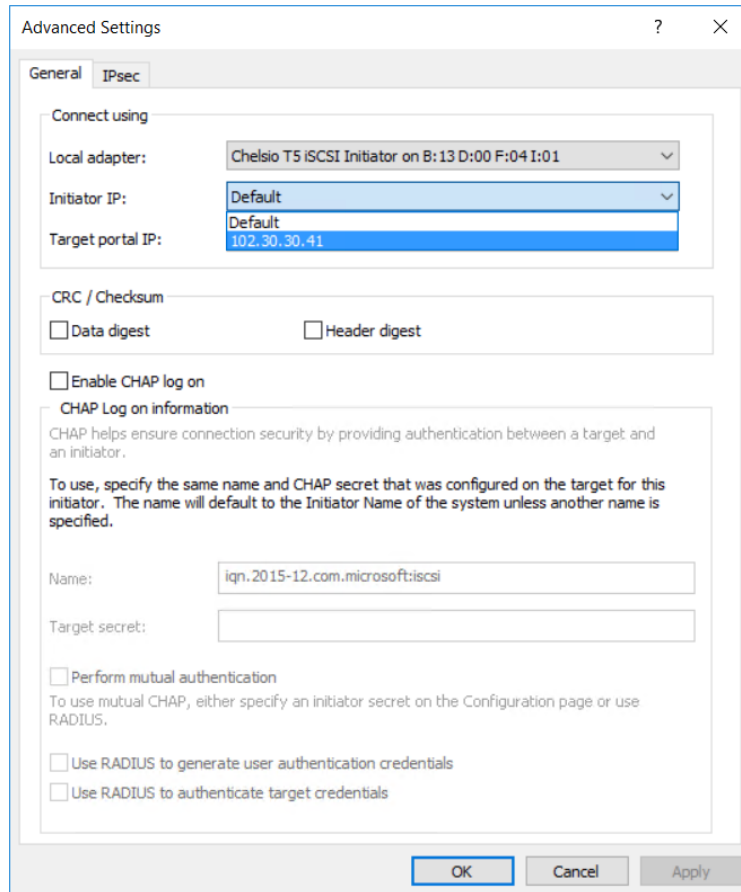 Advanced Settings
?
General
IPsec
Connect using
Local adapter:
Chelsio T5 iSCSI Initiator on B:13 D:00 F:04 I:01
Initiator IP:
Default
Default
Target portal IP:
102.30.30.41
CRC / Checksum
Data digest
Header digest
Enable CHAP log on
CHAP Log on information
CHAP helps ensure connection security by providing authentication between a target and
an initiator.
To use, specify the same name and CHAP secret that was configured on the target for this
initiator. The name will default to the Initiator Name of the system unless another name is
specified.
Name:
iqn.2015-12.com.microsoft:iscsi
Target secret:
Perform mutual authentication
To use mutual CHAP, either specify an initiator secret on the Configuration page or use
RADIUS.
Use RADIUS to generate user authentication credentials
Use RADIUS to authenticate target credentials
OK
Cancel
Apply